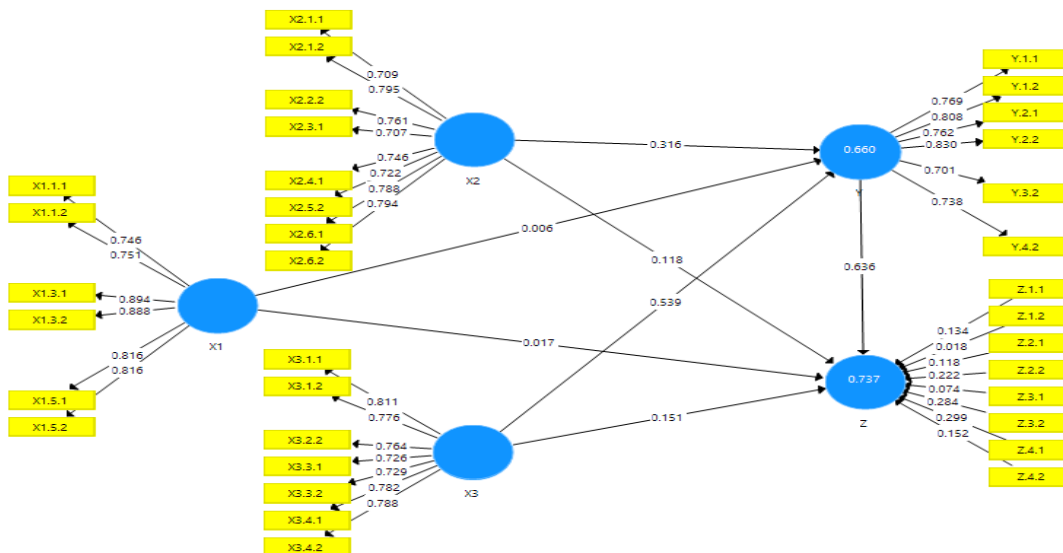 X2.1.1
X2.1.2
X2.2.2
X2.3.1
X2.4.1
X2.5.2
X2.6.1
X2.6.2
0.709
0.795
0.761
0.707
0.746
0.722
0.788
0.794
X2
X1.1.1
X1.1.2
X1.3.1
X1.3.2
X1.5.1
X1.5.2
0.746
0.751
0.894
0.888
0.816
0.816
X1
X3.1.1
X3.1.2
X3.2.2
X3.3.1
X3.3.2
X3.4.1
X3.4.2
0.811
0.776
0.764
0.726
0.729
0.782
0.788
X3
0.316
0.006
0.118
0.539
0.017
0.151
0.636
0.660
Y
0.769
0.808
0.762
0.830
0.701
0.738
Y.1.1
Y.1.2
Y.2.1
Y.2.2
Y.3.2
Y.4.2
0.737
Z
0.134
0.018
0.118
0.222
0.074
0.284
0.299
0.152
Z.1.1
Z.1.2
Z.2.1
Z.2.2
Z.3.1
Z.3.2
Z.4.1
Z.4.2